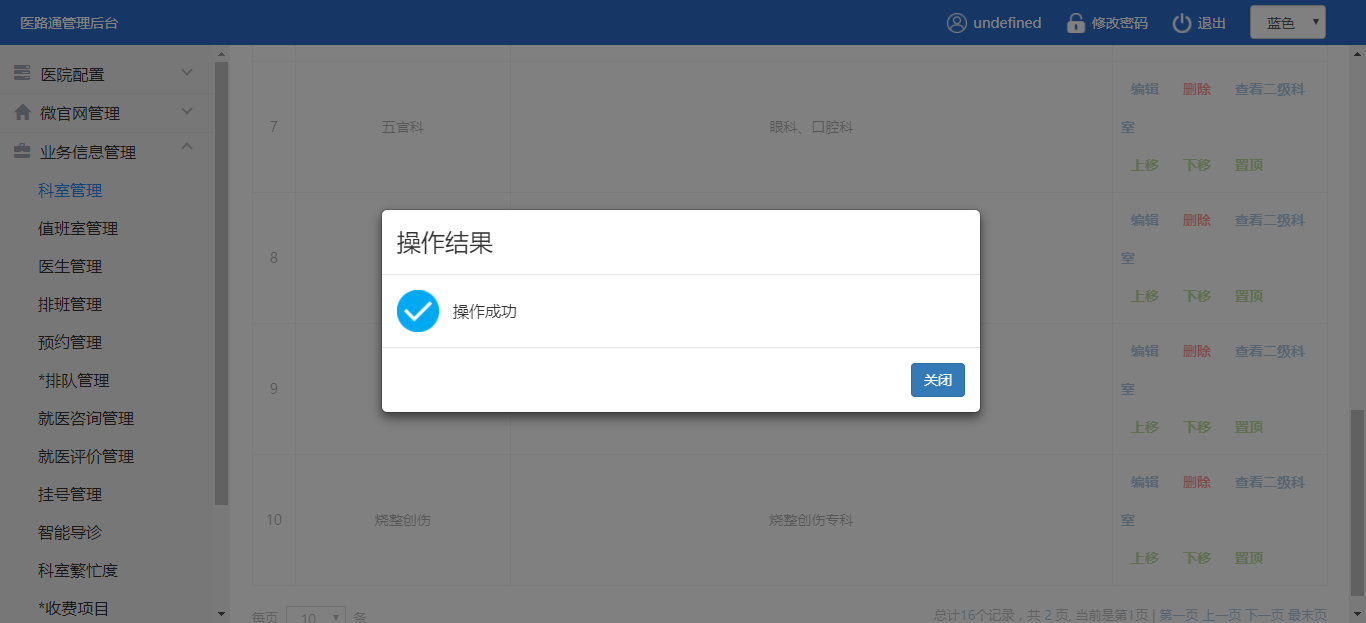 医路通管理后台
undefined
修改密码
退出
蓝色
医院配置
微官网管理
业务信息管理
科室管理
值班室管理
医生管理
排班管理
预约管理
*排队管理
就医咨询管理
就医评价管理
挂号管理
智能导诊
科室繁忙度
*收费项目
7 五官科 眼科、口腔科 编辑 删除 查看二级科
室
上移 下移 置顶
8 编辑 删除 查看二级科
室
上移 下移 置顶
9 编辑 删除 查看二级科
室
上移 下移 置顶
10 烧整创伤 烧整创伤专科 编辑 删除 查看二级科
室
上移 下移 置顶
每页 10 条
总计16个记录，共 2 页, 当前是第1页 | 第一页 上一页 下一页 最末页
操作结果
操作成功
关闭